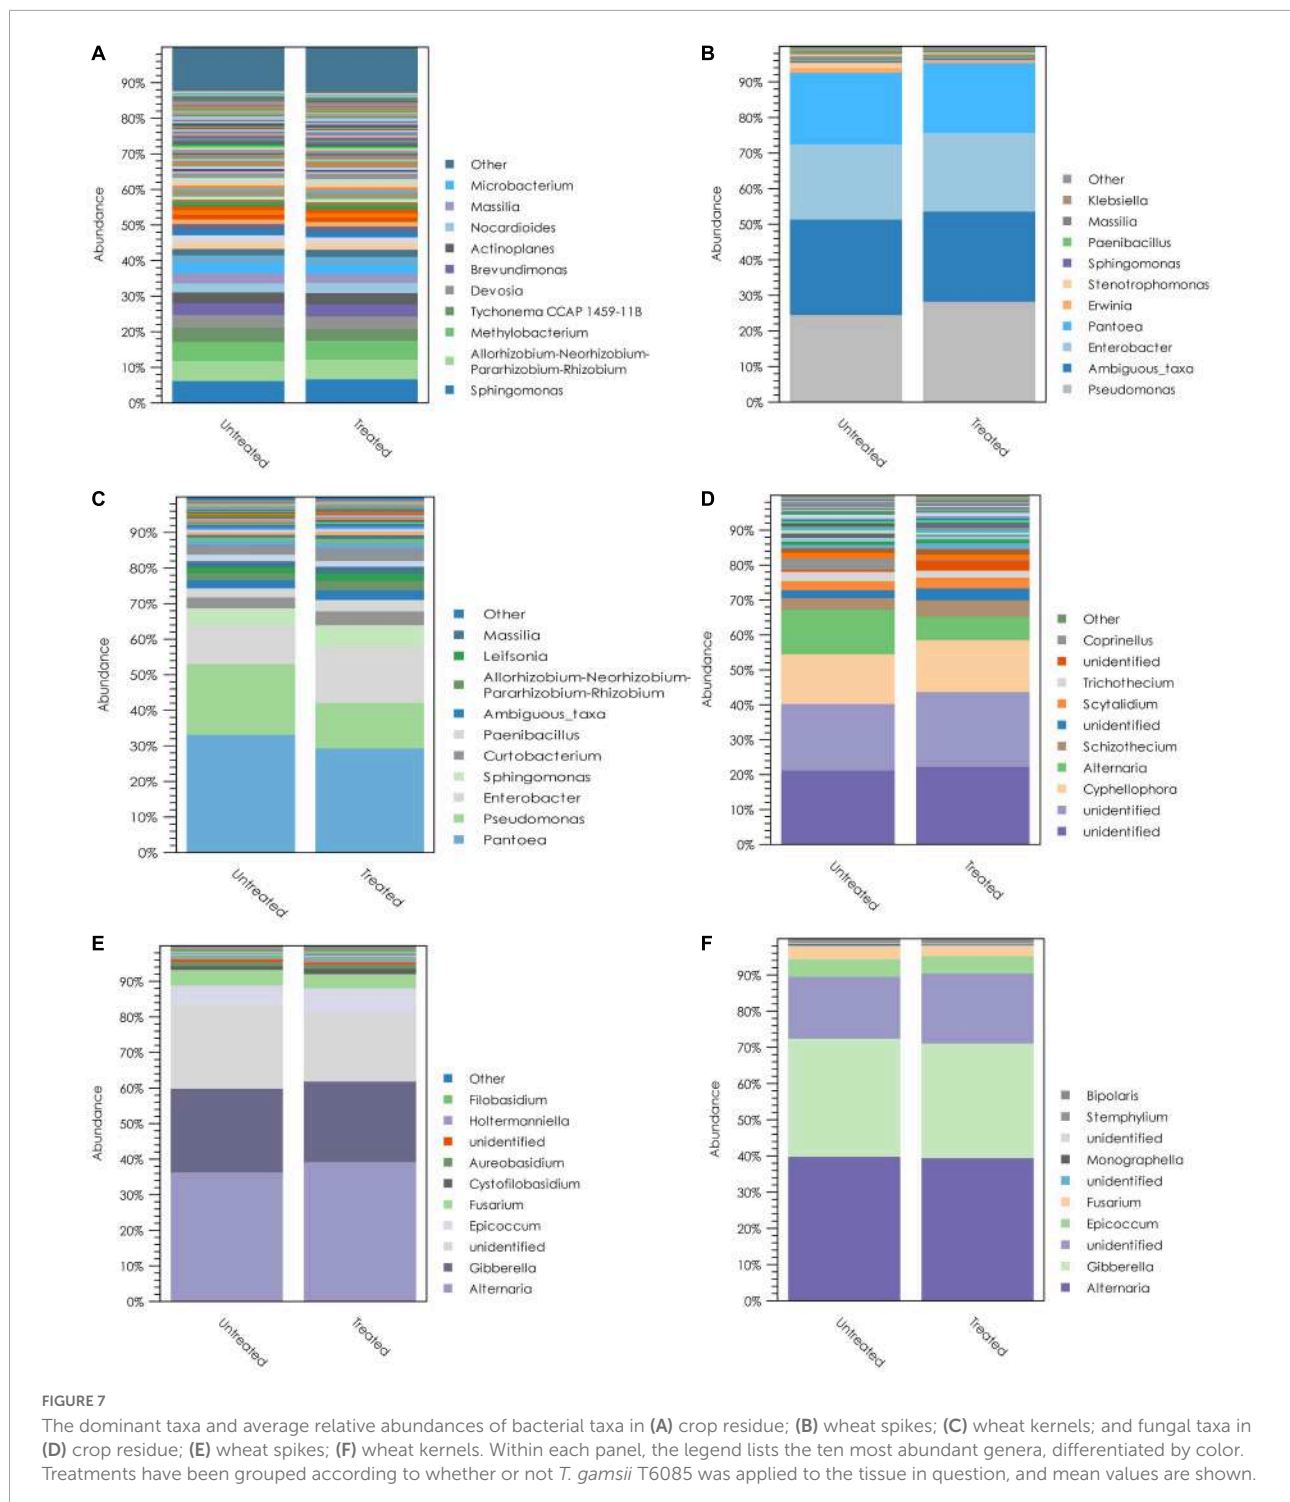 A
90%
80%
70%
60%
50%
40%
30%
20%
10%
0%
Abundance
Untreated
Treated
Other
Microbacterium
Massilia
Nocardioides
Actinoplanes
Brevundimonas
Devosia
Tychonema CCAP 1459-11B
Methylobacterium
Allorhizobium-Neorhizobium-
Pararhizobium-Rhizobium
Sphingomonas
B
90%
80%
70%
60%
50%
40%
30%
20%
10%
0%
Abundance
Untreated
Treated
Other
Klebsiella
Massilia
Paenibacillus
Sphingomonas
Stenotrophomonas
Erwinia
Pantoea
Enterobacter
Ambiguous_taxa
Pseudomonas
C
90%
80%
70%
60%
50%
40%
30%
20%
10%
0%
Abundance
Untreated
Treated
Other
Massilia
Leifsonia
Allorhizobium-Neorhizobium-
Pararhizobium-Rhizobium
Ambiguous_taxa
Paenibacillus
Curtobacterium
Sphingomonas
Enterobacter
Pseudomonas
Pantoea
D
90%
80%
70%
60%
50%
40%
30%
20%
10%
0%
Abundance
Untreated
Treated
Other
Coprinellus
unidentified
Trichothecium
Scytalidium
unidentified
Schizothecium
Alternaria
Cyphellophora
unidentified
unidentified
E
90%
80%
70%
60%
50%
40%
30%
20%
10%
0%
Abundance
Untreated
Treated
Other
Filobasidium
Holtermanniella
unidentified
Aureobasidium
Cystofilobasidium
Fusarium
Epicoccum
unidentified
Gibberella
Alternaria
F
90%
80%
70%
60%
50%
40%
30%
20%
10%
0%
Abundance
Untreated
Treated
Bipolaris
Stemphylium
unidentified
Monographella
unidentified
Fusarium
Epicoccum
unidentified
Gibberella
Alternaria
FIGURE 7
The dominant taxa and average relative abundances of bacterial taxa in (A) crop residue; (B) wheat spikes; (C) wheat kernels; and fungal taxa in
(D) crop residue; (E) wheat spikes; (F) wheat kernels. Within each panel, the legend lists the ten most abundant genera, differentiated by color.
Treatments have been grouped according to whether or not T. gamsii T6085 was applied to the tissue in question, and mean values are shown.